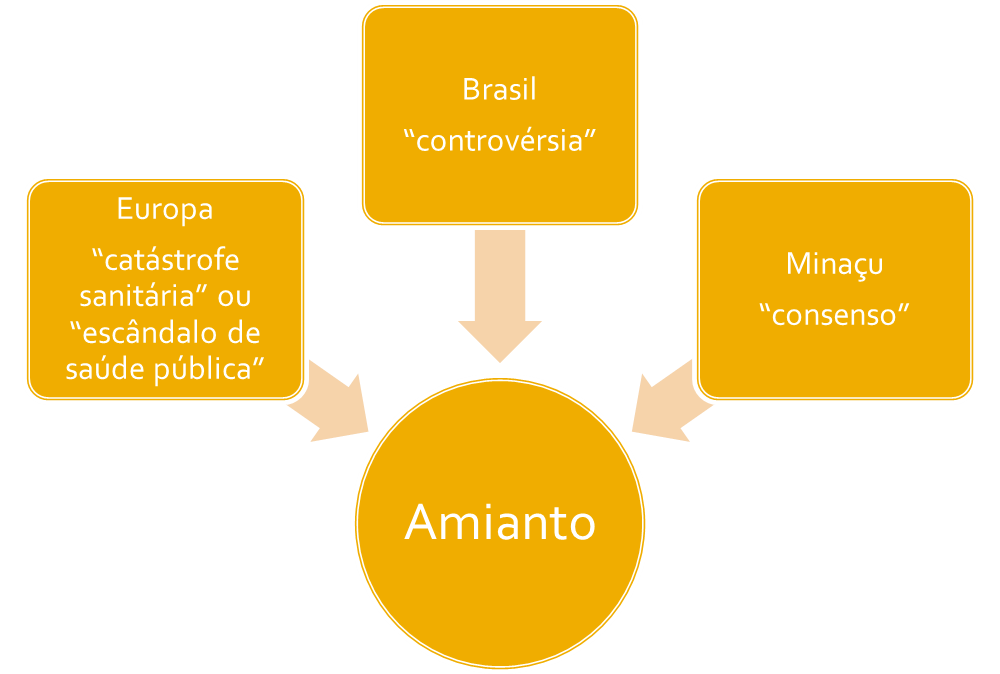 Brasil
“controvérsia”
Europa
“catástrofe
sanitária” ou
“escândalo de
saúde pública”
Minaçu
“consenso”
Amianto